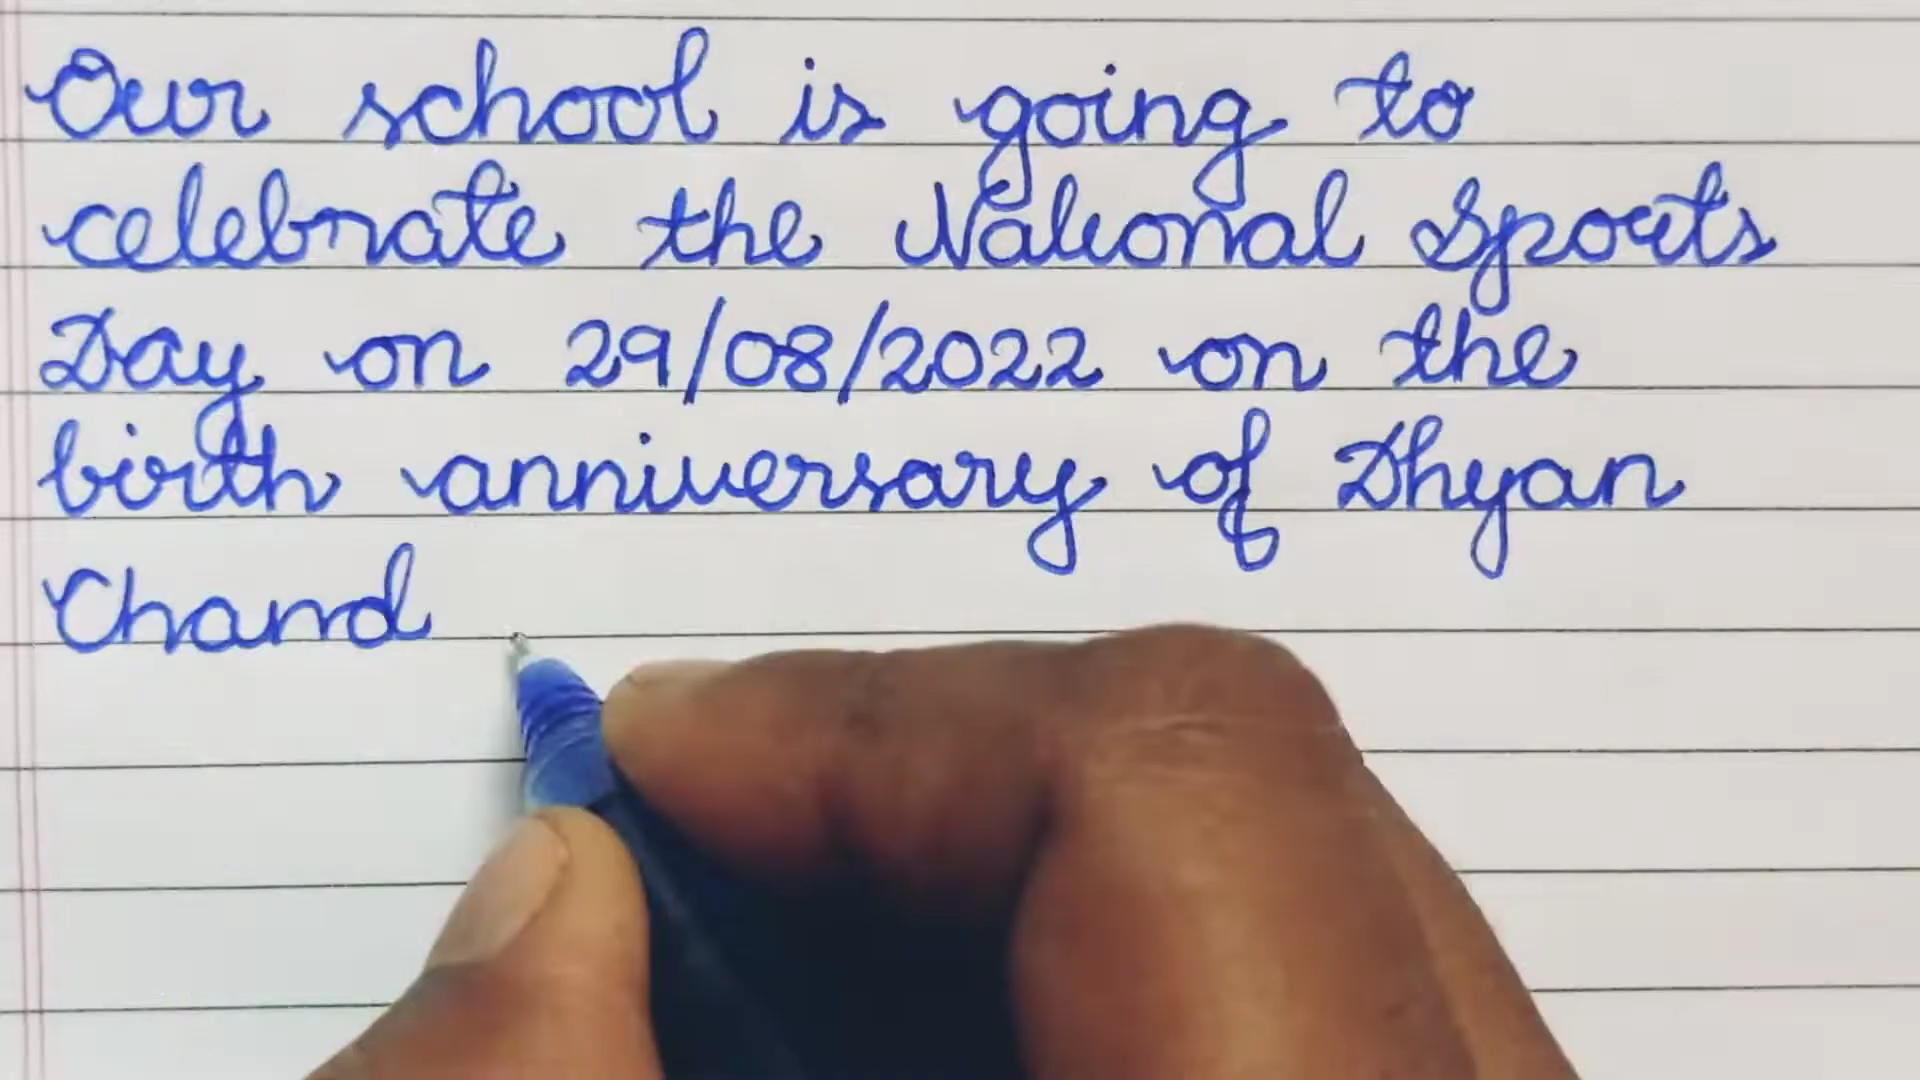 Our school is going to
celebrate the National Sports
Day on 29/08/2022 on the
birth anniversary of Dhyan
Chand